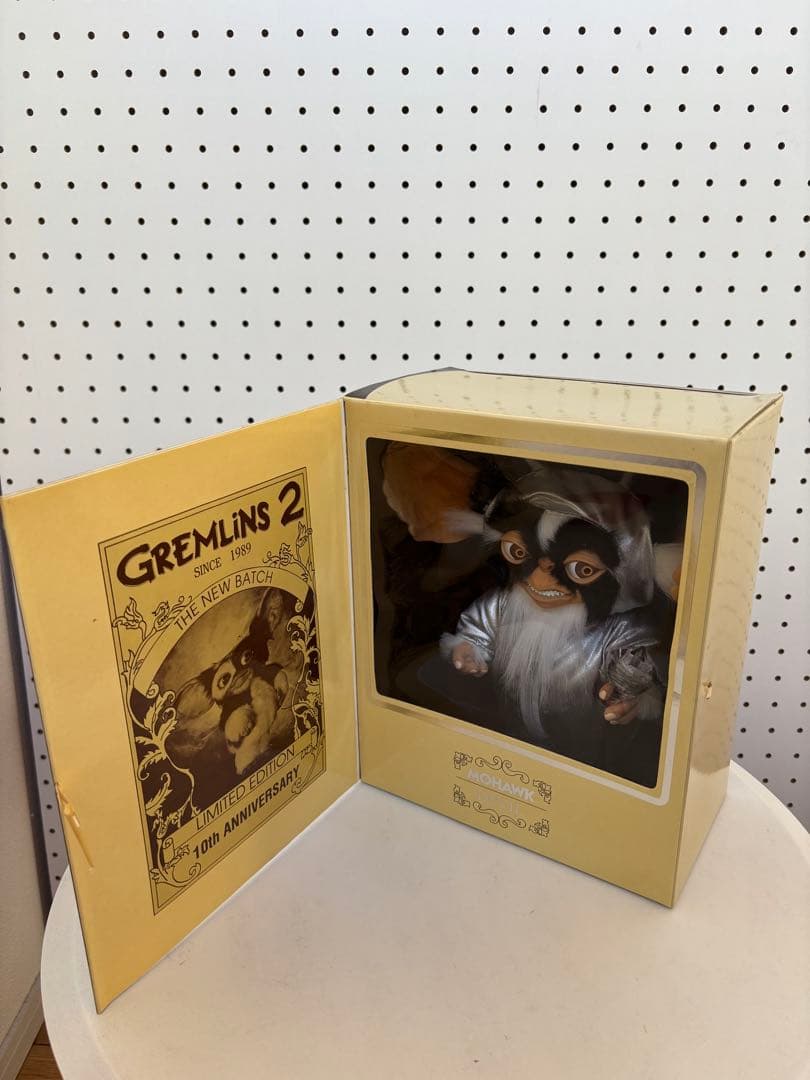 GREMLiNS 2
SINCE 1989
THE NEW BATCH
LIMITED EDITION
10th ANNIVERSARY
MOHAWK